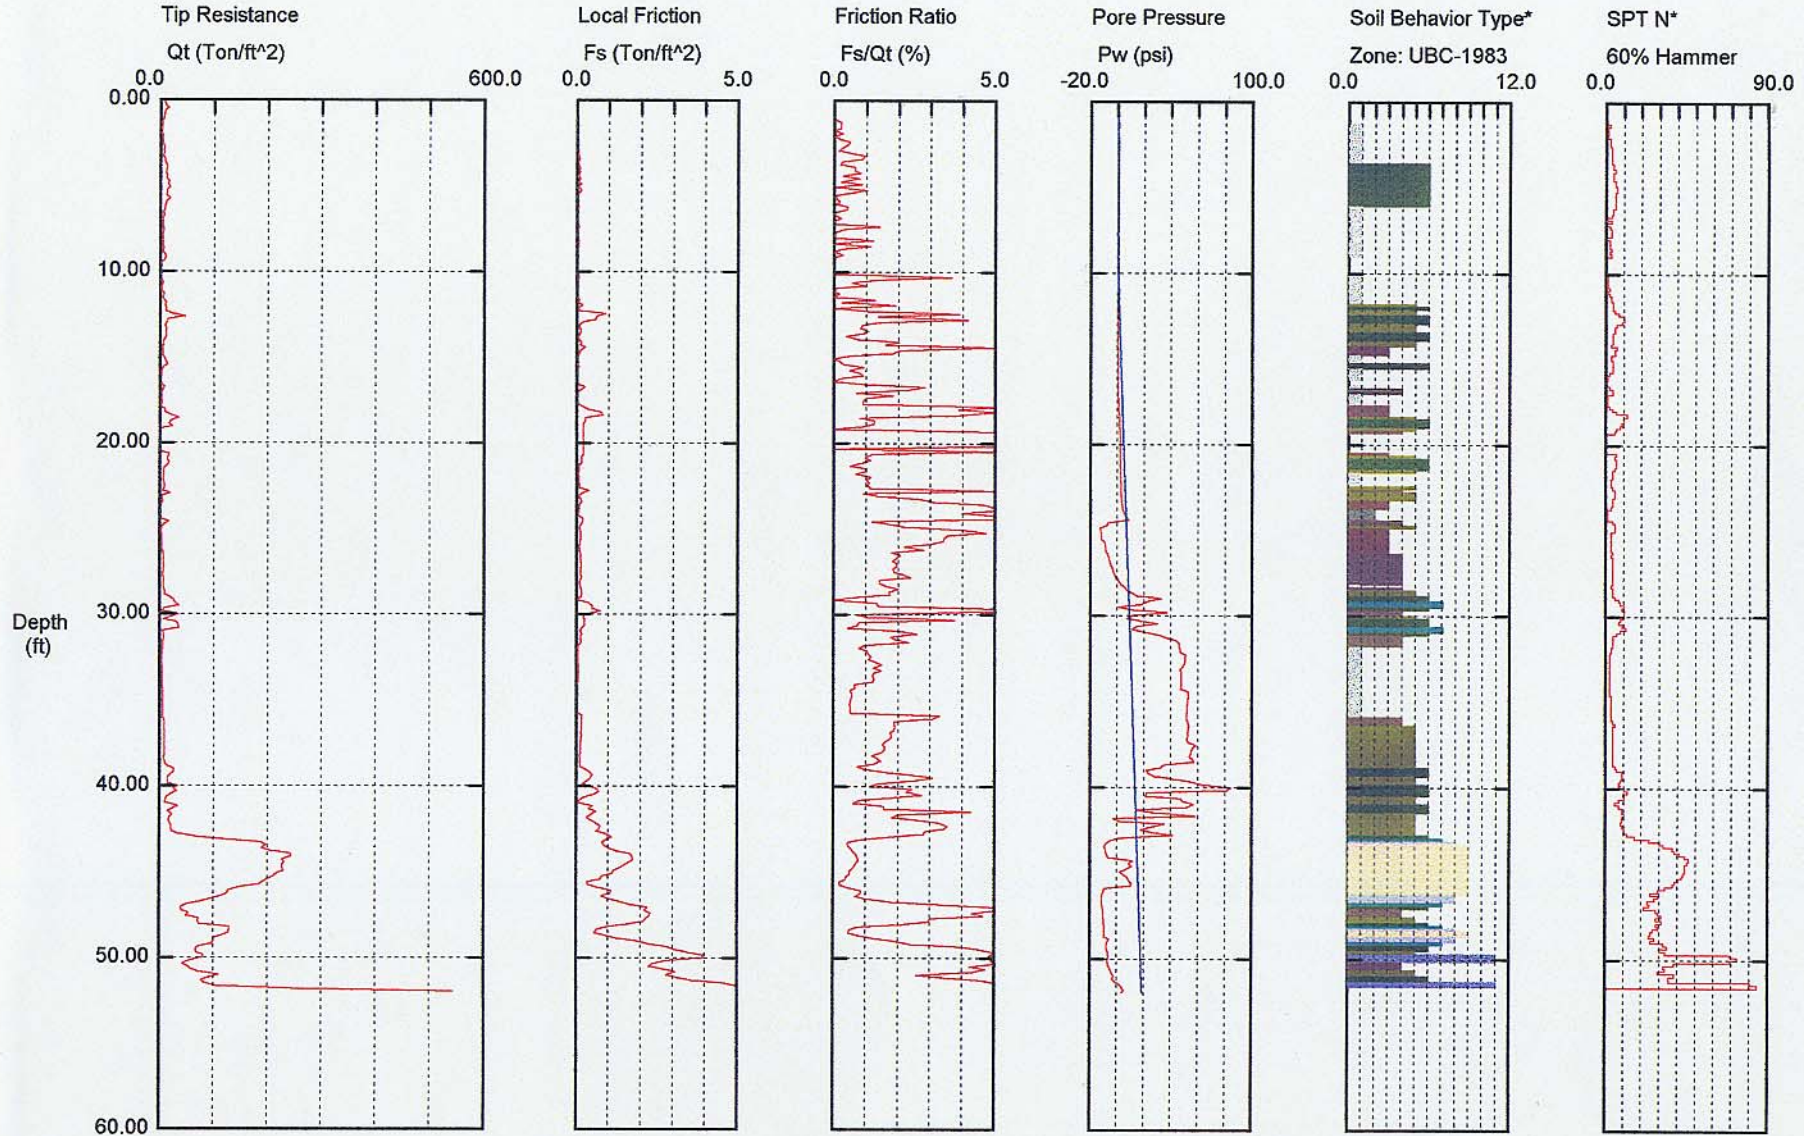 Tip Resistance Local Friction Friction Ratio Pore Pressure Soil Behavior Type* SPT N*
Qt (Ton/ft^2) Fs (Ton/ft^2) Fs/Qt (%) Pw (psi) Zone: UBC-1983 60% Hammer
0.0 600.0 0.0 5.0 0.0 5.0 -20.0 100.0 0.0 12.0 0.0 90.0
0.00
10.00
20.00
30.00
Depth
(ft)
40.00
50.00
60.00